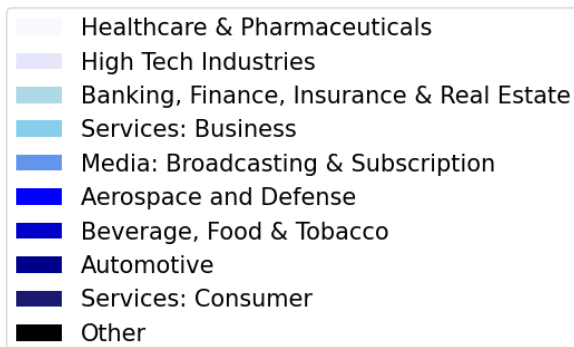 Healthcare & Pharmaceuticals
High Tech Industries
Banking, Finance, Insurance & Real Estate
Services: Business
Media: Broadcasting & Subscription
Aerospace and Defense
Beverage, Food & Tobacco
Automotive
Services: Consumer
Other